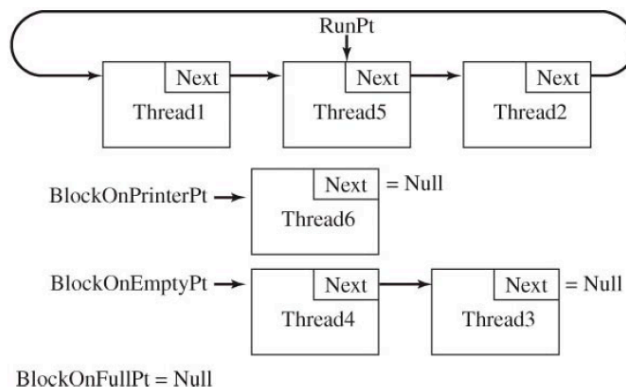 RunPt
Next Next Next
Thread1 Thread5 Thread2
BlockOnPrinterPt Next = Null
Thread6
BlockOnEmptyPt Next Next = Null
Thread4 Thread3
BlockOnFullPt = Null